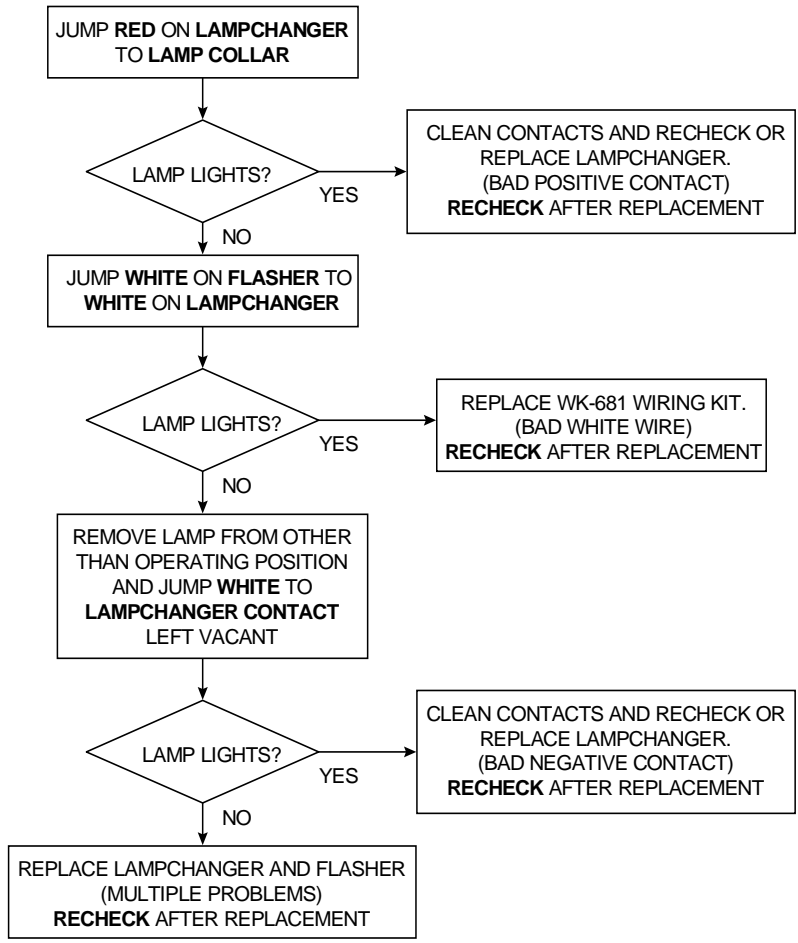 JUMP RED ON LAMPCHANGER
TO LAMP COLLAR
LAMP LIGHTS?
YES
CLEAN CONTACTS AND RECHECK OR
REPLACE LAMPCHANGER.
(BAD POSITIVE CONTACT)
RECHECK AFTER REPLACEMENT
NO
JUMP WHITE ON FLASHER TO
WHITE ON LAMPCHANGER
LAMP LIGHTS?
YES
REPLACE WK-681 WIRING KIT.
(BAD WHITE WIRE)
RECHECK AFTER REPLACEMENT
NO
REMOVE LAMP FROM OTHER
THAN OPERATING POSITION
AND JUMP WHITE TO
LAMPCHANGER CONTACT
LEFT VACANT
LAMP LIGHTS?
YES
CLEAN CONTACTS AND RECHECK OR
REPLACE LAMPCHANGER.
(BAD NEGATIVE CONTACT)
RECHECK AFTER REPLACEMENT
NO
REPLACE LAMPCHANGER AND FLASHER
(MULTIPLE PROBLEMS)
RECHECK AFTER REPLACEMENT